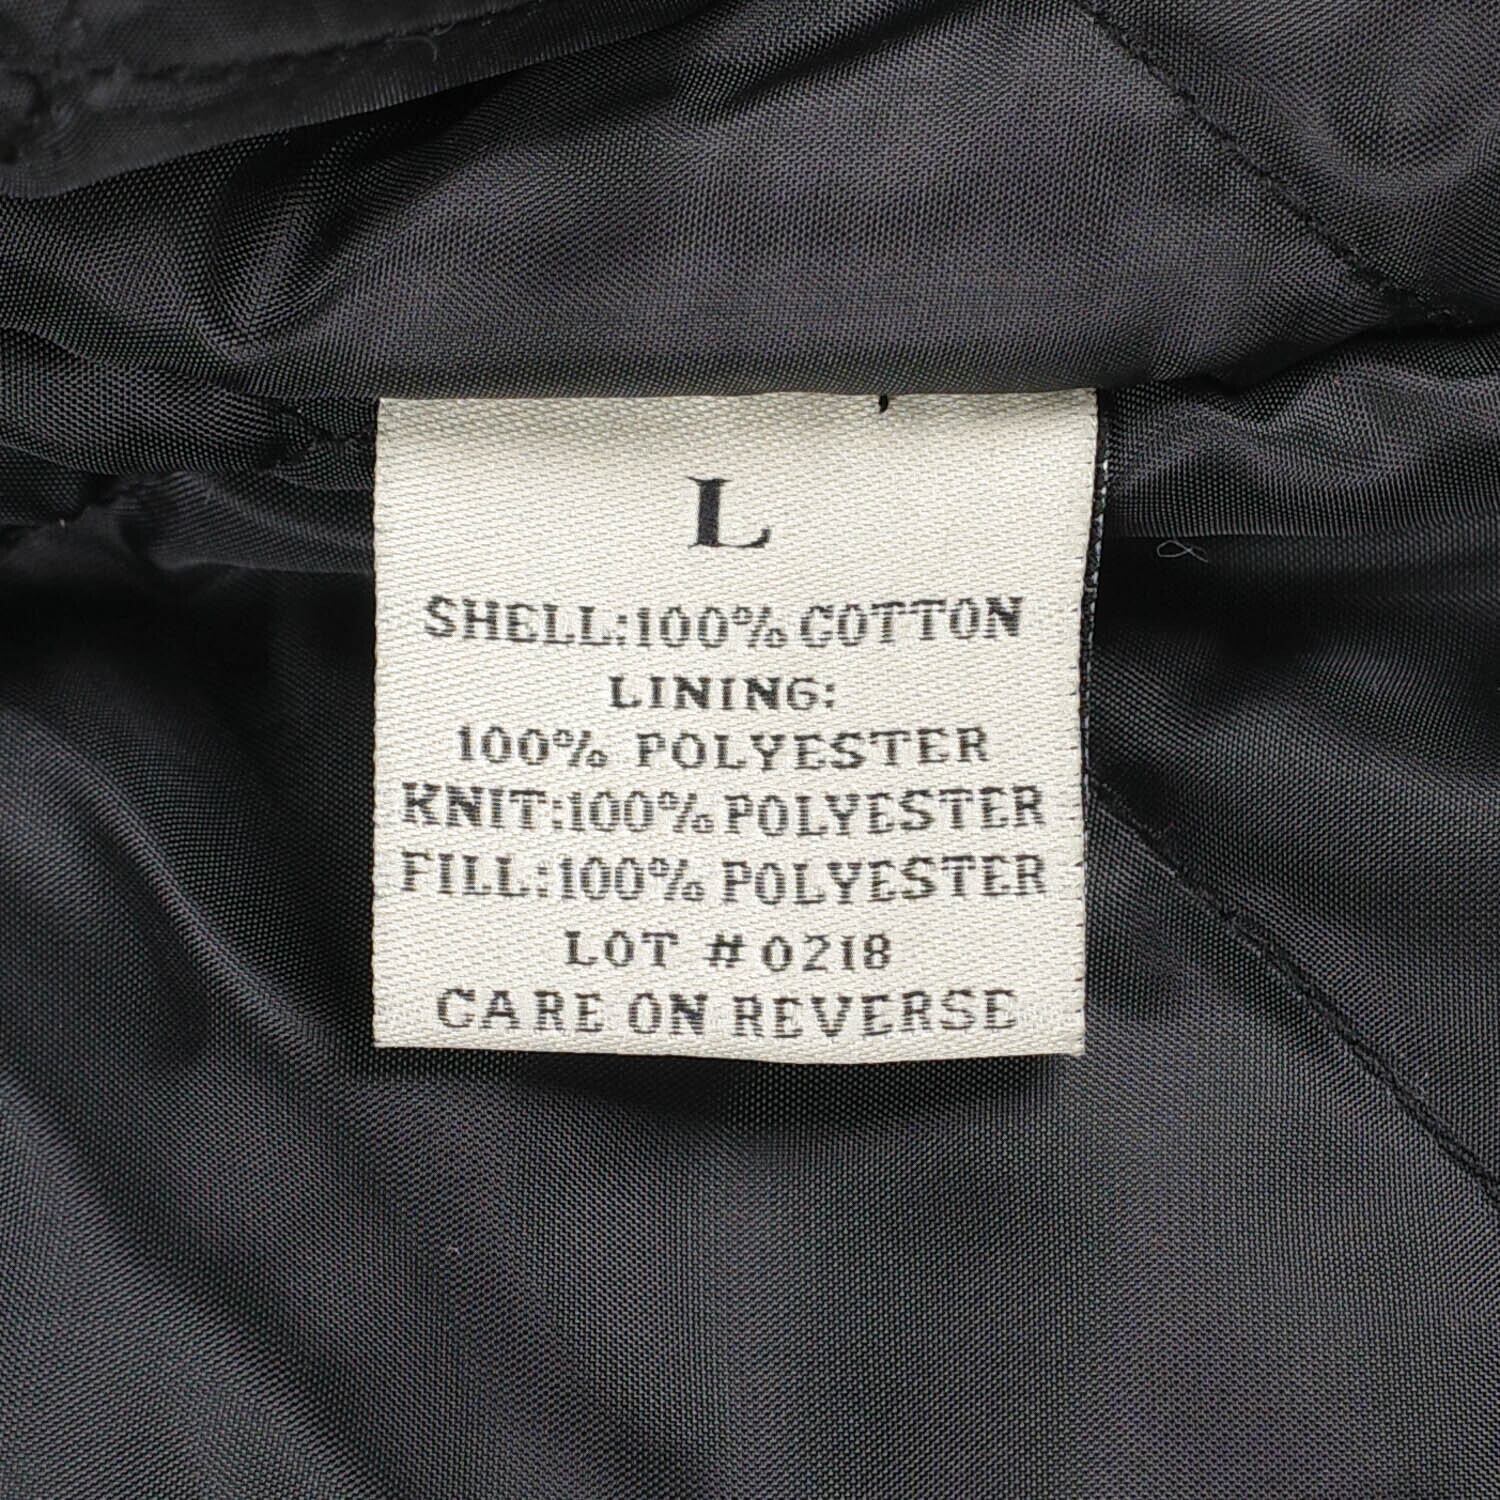 L
SHELL:100% COTTON
LINING:
100% POLYESTER
KNIT:100% POLYESTER
FILL:100% POLYESTER
LOT #0218
CARE ON REVERSE